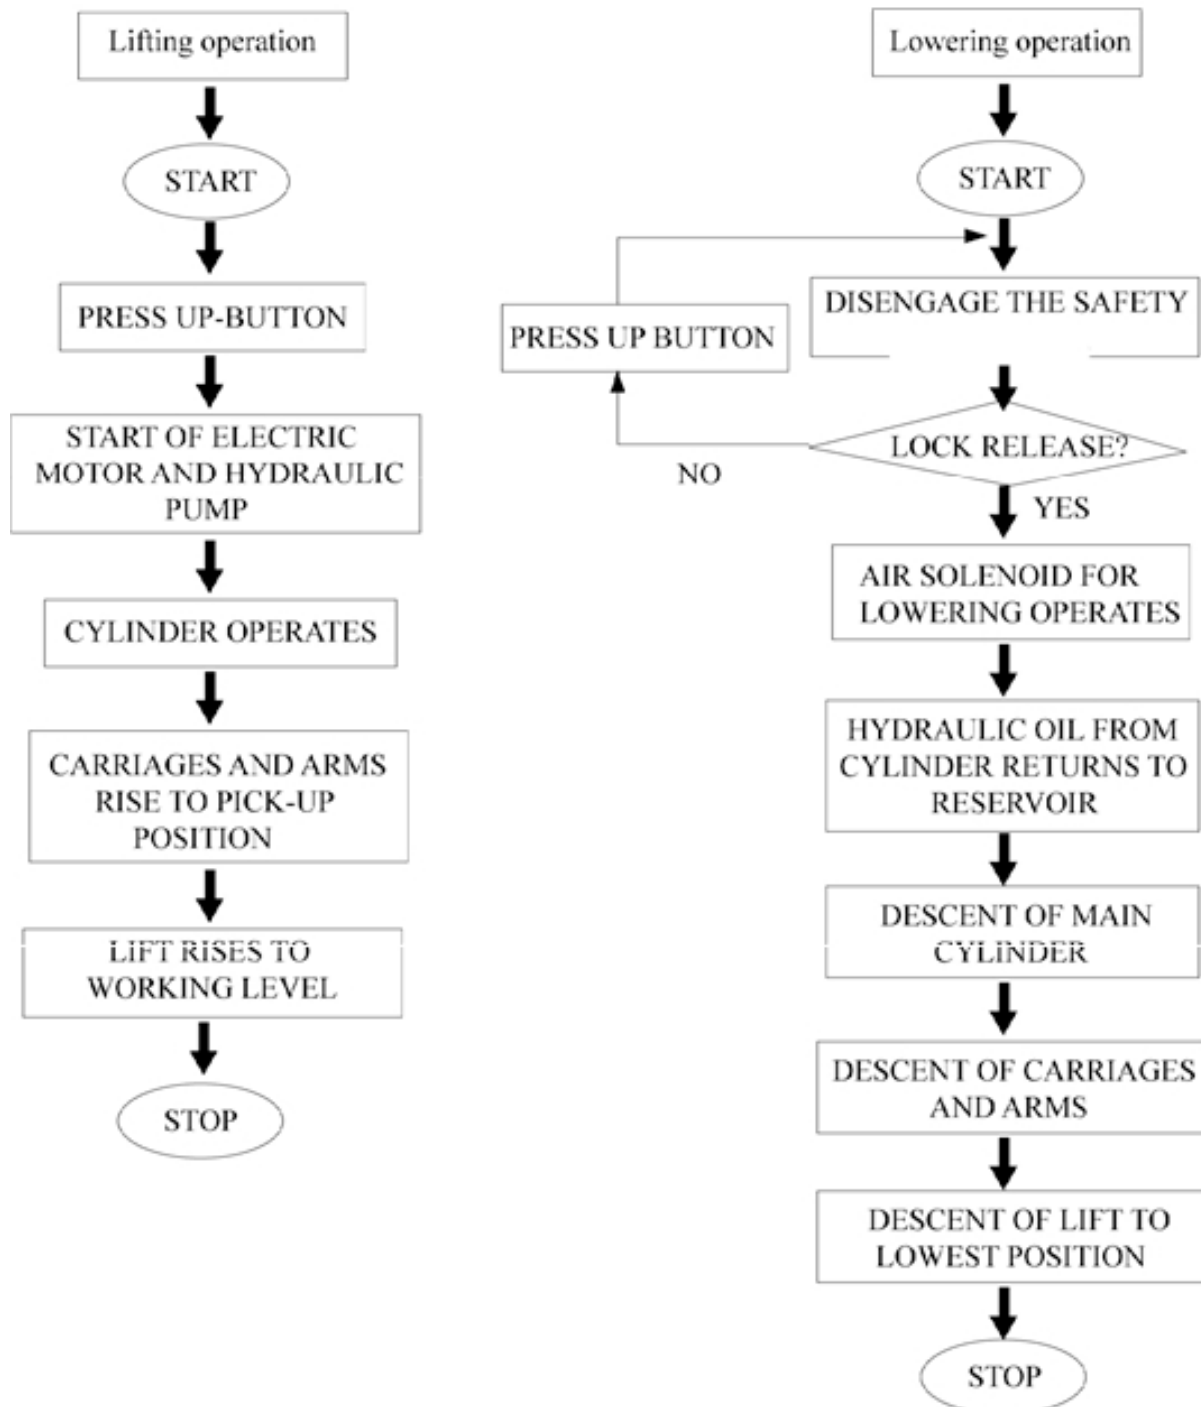 Lifting operation
START
PRESS UP-BUTTON
START OF ELECTRIC
MOTOR AND HYDRAULIC
PUMP
CYLINDER OPERATES
CARRIAGES AND ARMS
RISE TO PICK-UP
POSITION
LIFT RISES TO
WORKING LEVEL
STOP
Lowering operation
START
DISENGAGE THE SAFETY
PRESS UP BUTTON
LOCK RELEASE?
NO
YES
AIR SOLENOID FOR
LOWERING OPERATES
HYDRAULIC OIL FROM
CYLINDER RETURNS TO
RESERVOIR
DESCENT OF MAIN
CYLINDER
DESCENT OF CARRIAGES
AND ARMS
DESCENT OF LIFT TO
LOWEST POSITION
STOP